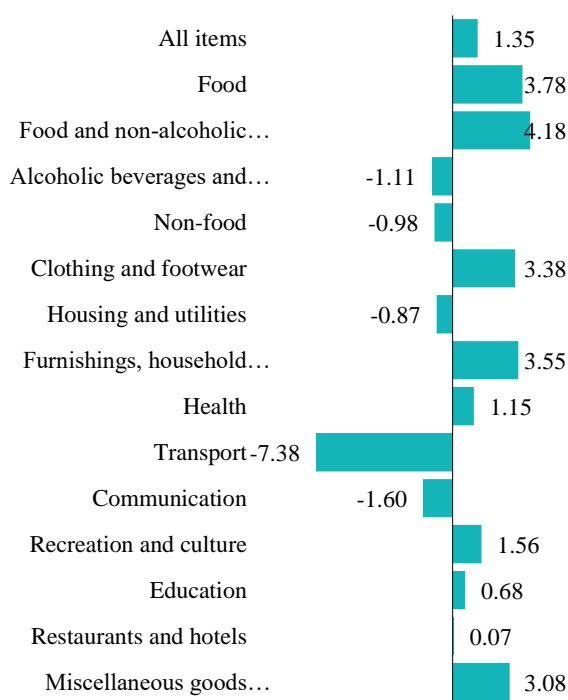 All items 1.35
Food 3.78
Food and non-alcoholic… 4.18
Alcoholic beverages and… -1.11
Non-food -0.98
Clothing and footwear 3.38
Housing and utilities -0.87
Furnishings, household… 3.55
Health 1.15
Transport -7.38
Communication -1.60
Recreation and culture 1.56
Education 0.68
Restaurants and hotels 0.07
Miscellaneous goods… 3.08